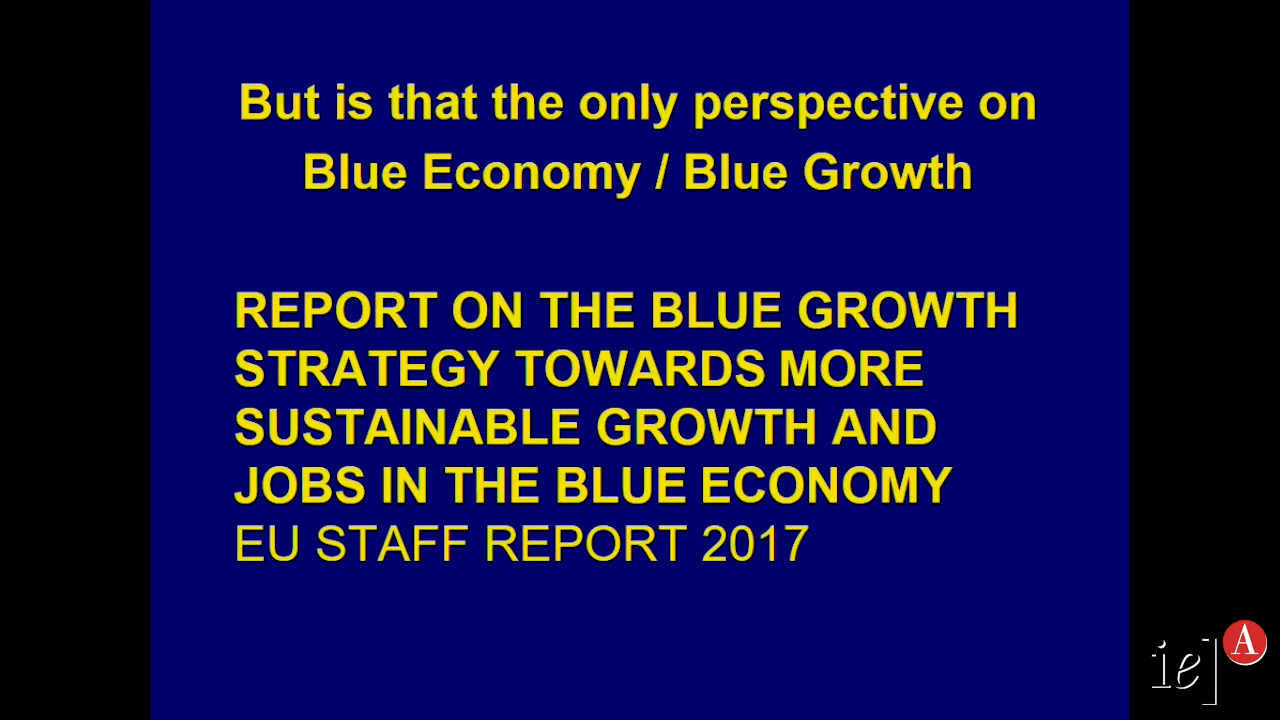 But is that the only perspective on
Blue Economy / Blue Growth
REPORT ON THE BLUE GROWTH
STRATEGY TOWARDS MORE
SUSTAINABLE GROWTH AND
JOBS IN THE BLUE ECONOMY
EU STAFF REPORT 2017
ie] A